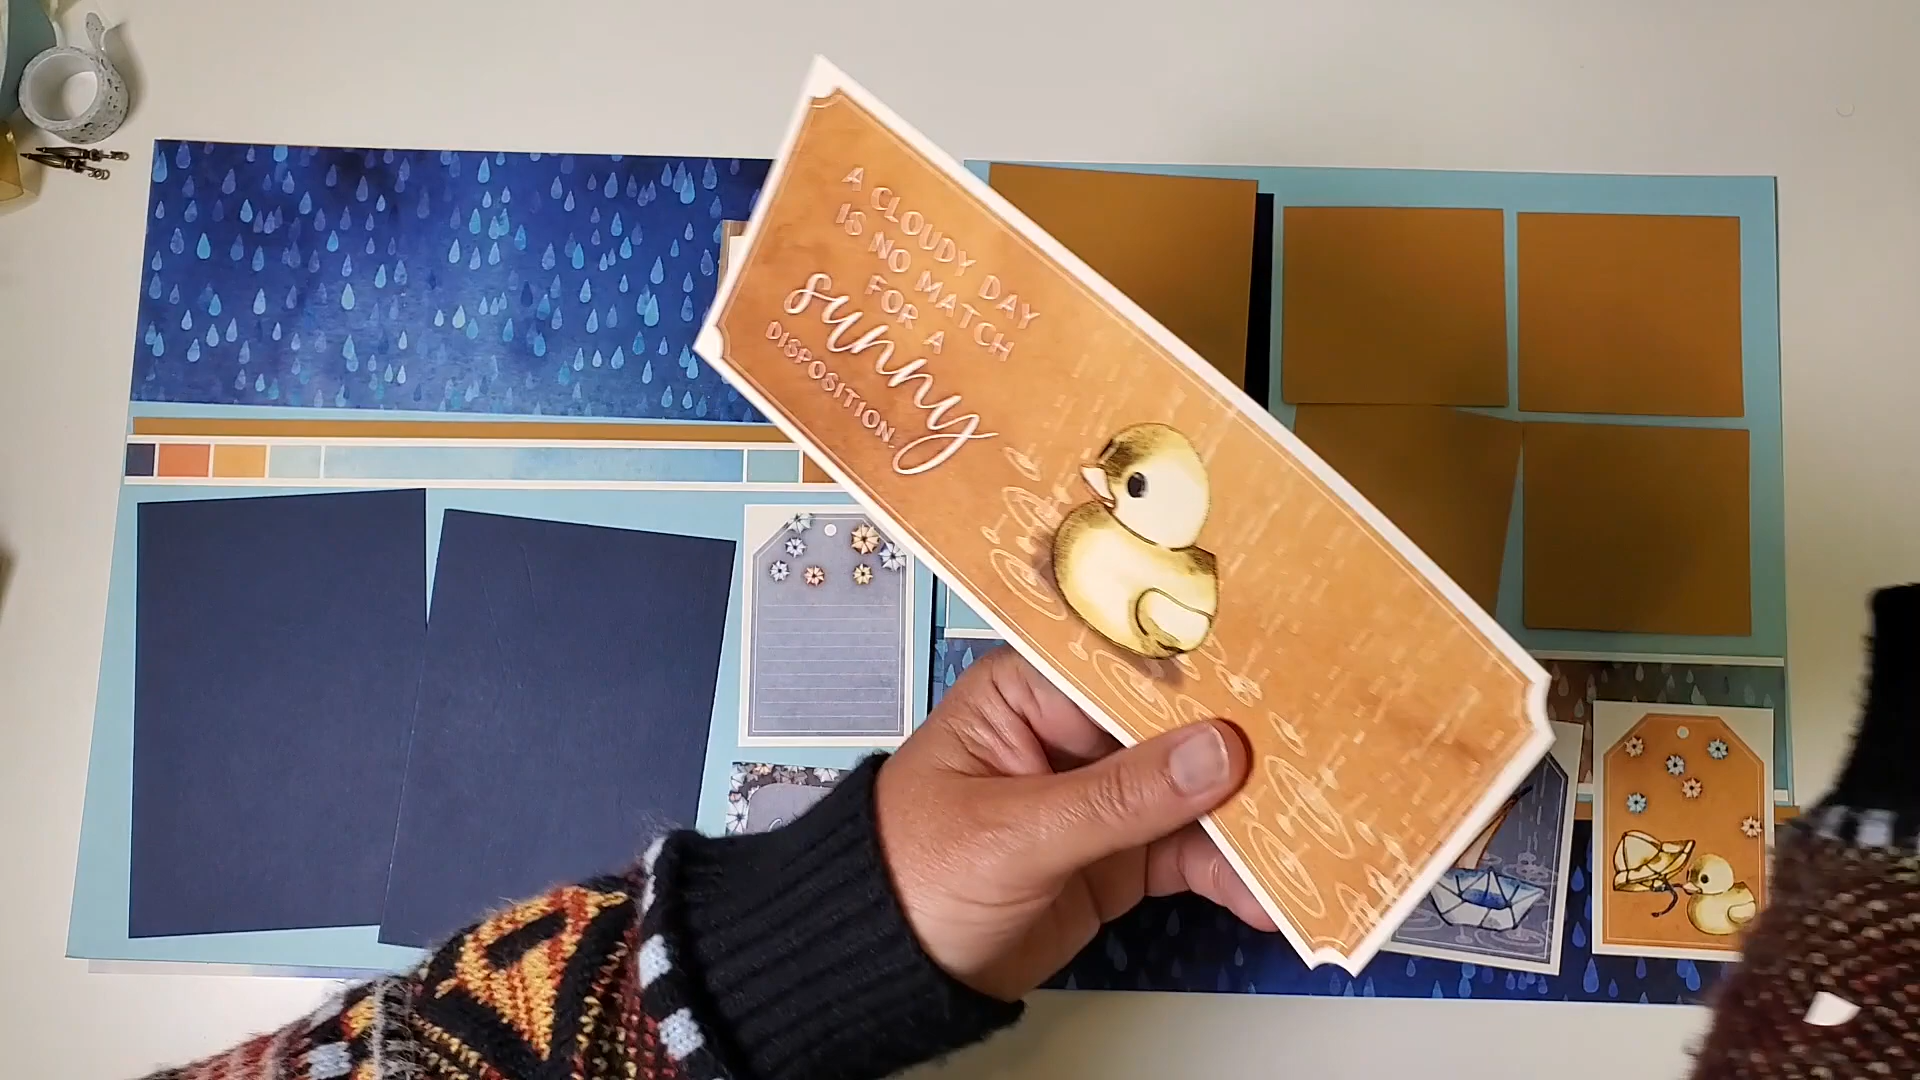 A CLOUDY DAY
IS NO MATCH
FOR A
sunny
DISPOSITION.